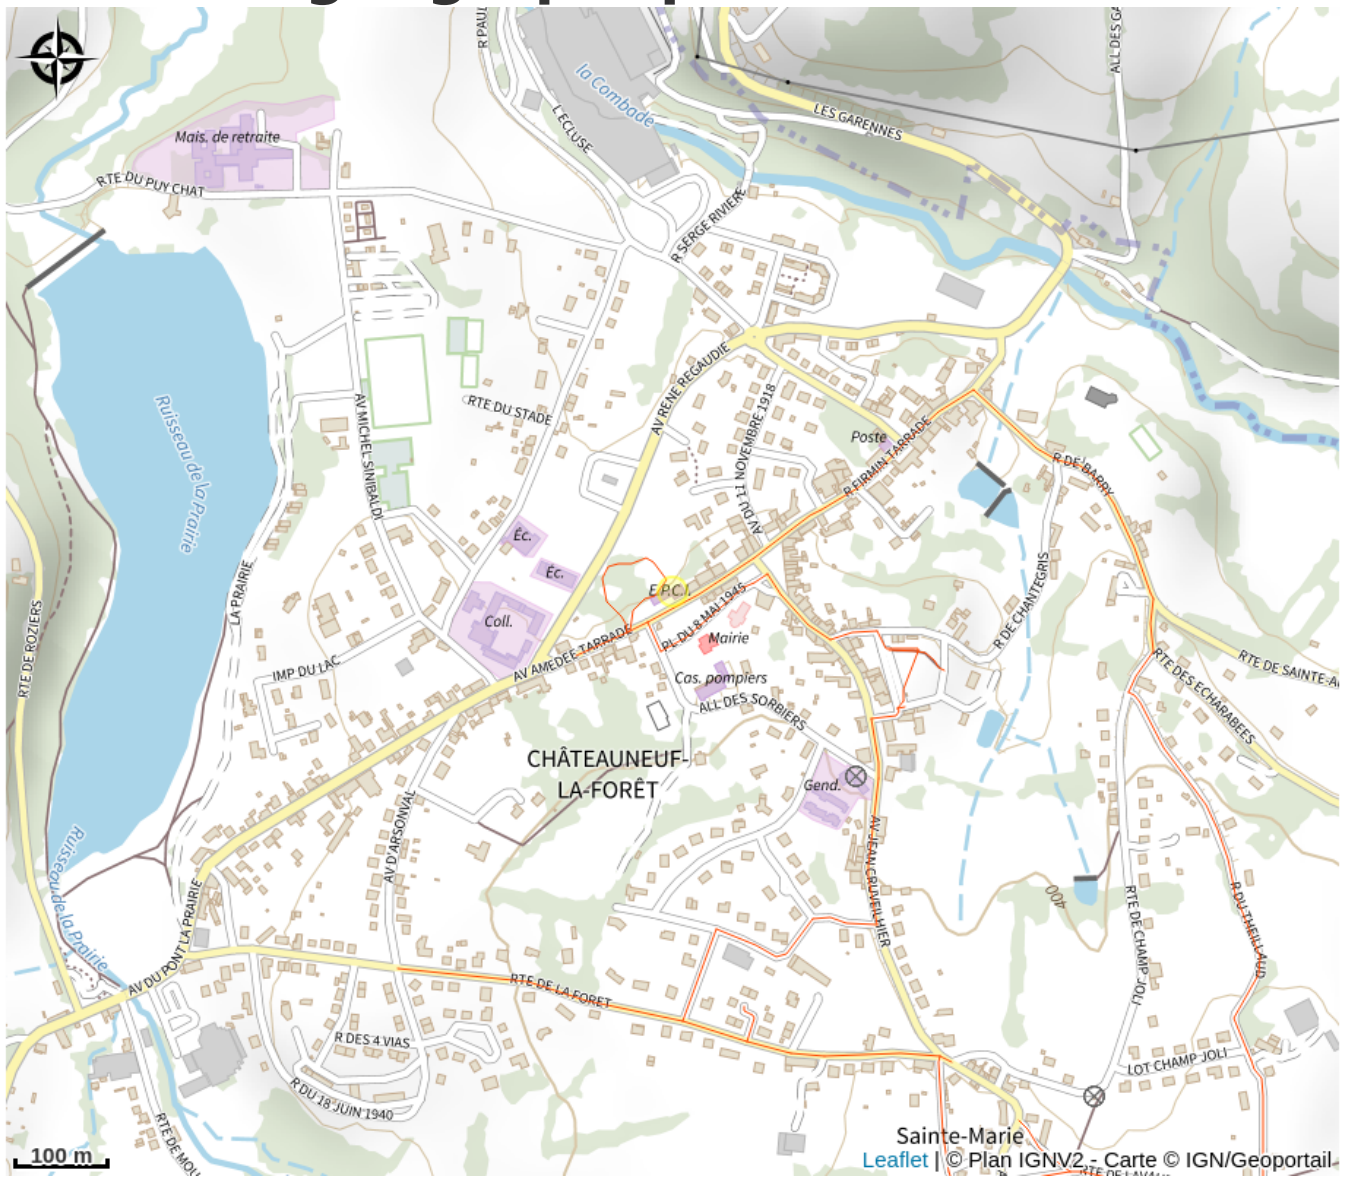 R PAUL
ALL DES GA
la Combade
L'ECLUSE
LES GARENNES
Mais. de retraite
RTE DU PUY CHAT
R SERGE RIVIERE
AV RENE REGAUDIE
RTE DU STADE
AV MICHEL SINIBALDI
Ruisseau de la Prairie
AV DU 11 NOVEMBRE 1918
Poste
R FIRMIN TARRADE
R DE BARRY
Éc.
Éc.
E.P.C.I.
LA PRAIRIE
RTE DE ROZIERS
Coll.
PL DU 8 MAI 1945
Mairie
R DE CHANTEGRIS
AV AMEDEE TARRADE
IMP DU LAC
Cas. pompiers
ALL DES SORBIERS
RTE DE SAINTE-A
RTE DES ECHARABEES
CHÂTEAUNEUF-
LA-FORÊT
Gend.
AV D'ARSONVAL
AV JEAN CRUVEILHIER
400
Ruisseau de la Prairie
AV DU PONT LA PRAIRIE
RTE DE CHAMP JOLI
R DU THEILLAUD
RTE DE LA FORET
R DES 4 VIAS
R DU 18 JUIN 1940
LOT CHAMP JOLI
RTE DE MOU
Sainte-Marie
100 m
Leaflet | © Plan IGNV2 - Carte © IGN/Geoportail